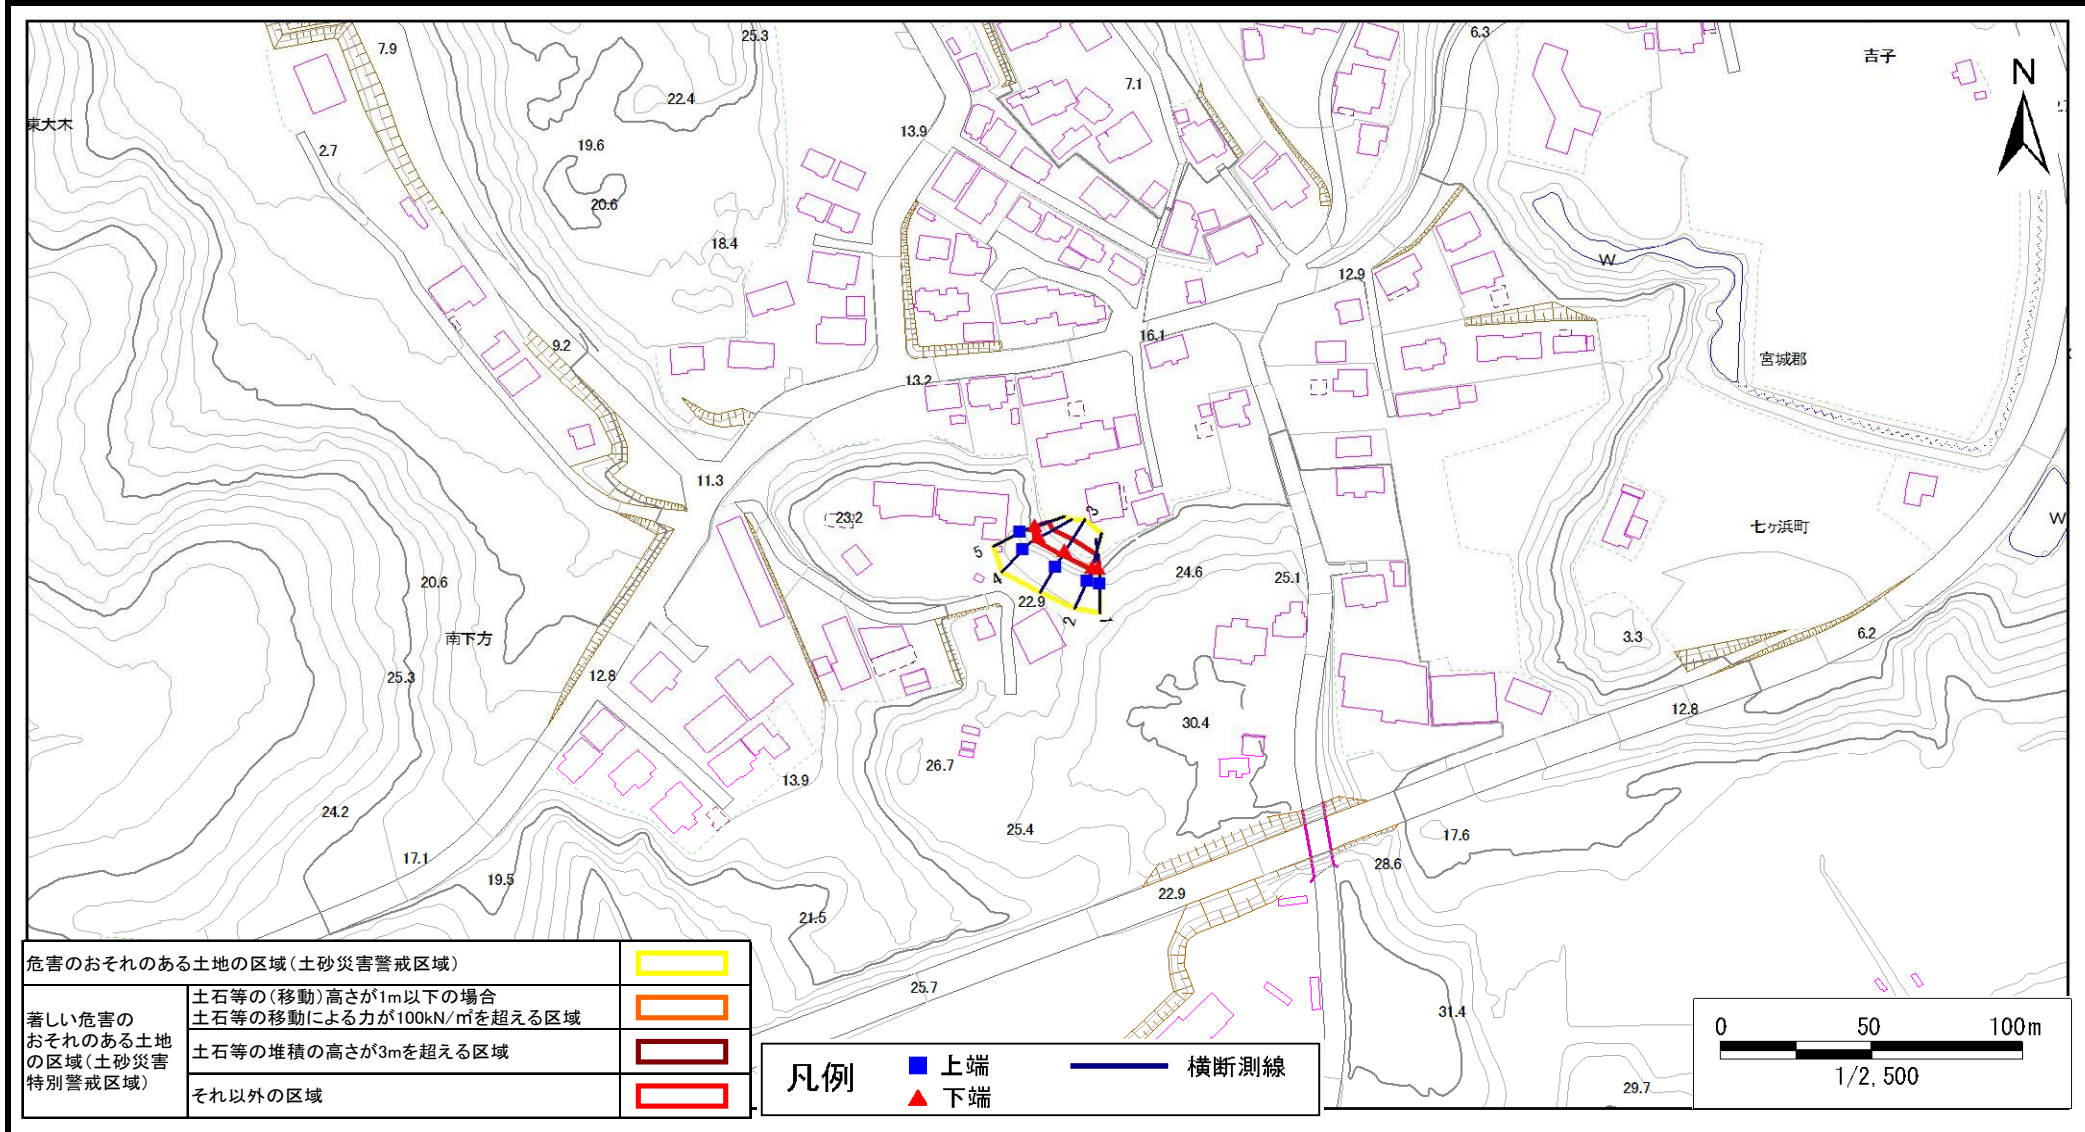 25.3
6.3
7.9
吉子
N
7.1
22.4
東大木
13.9
2.7
19.6
20.6
18.4
W
12.9
16.1
9.2
宮城郡
13.2
11.3
23.2
3
W
七ヶ浜町
5
24.6
25.1
20.6
4
22.9
2
1
南下方
3.3
6.2
25.3
12.8
12.8
30.4
26.7
13.9
24.2
25.4
17.6
17.1
28.6
19.5
22.9
21.5
25.7
31.4
29.7
危害のおそれのある土地の区域(土砂災害警戒区域)
著しい危害の
おそれのある土地
の区域(土砂災害
特別警戒区域)
土石等の(移動)高さが1m以下の場合
土石等の移動による力が100kN/㎡を超える区域
土石等の堆積の高さが3mを超える区域
それ以外の区域
凡例
上端
下端
横断測線
0 50 100m
1/2,500